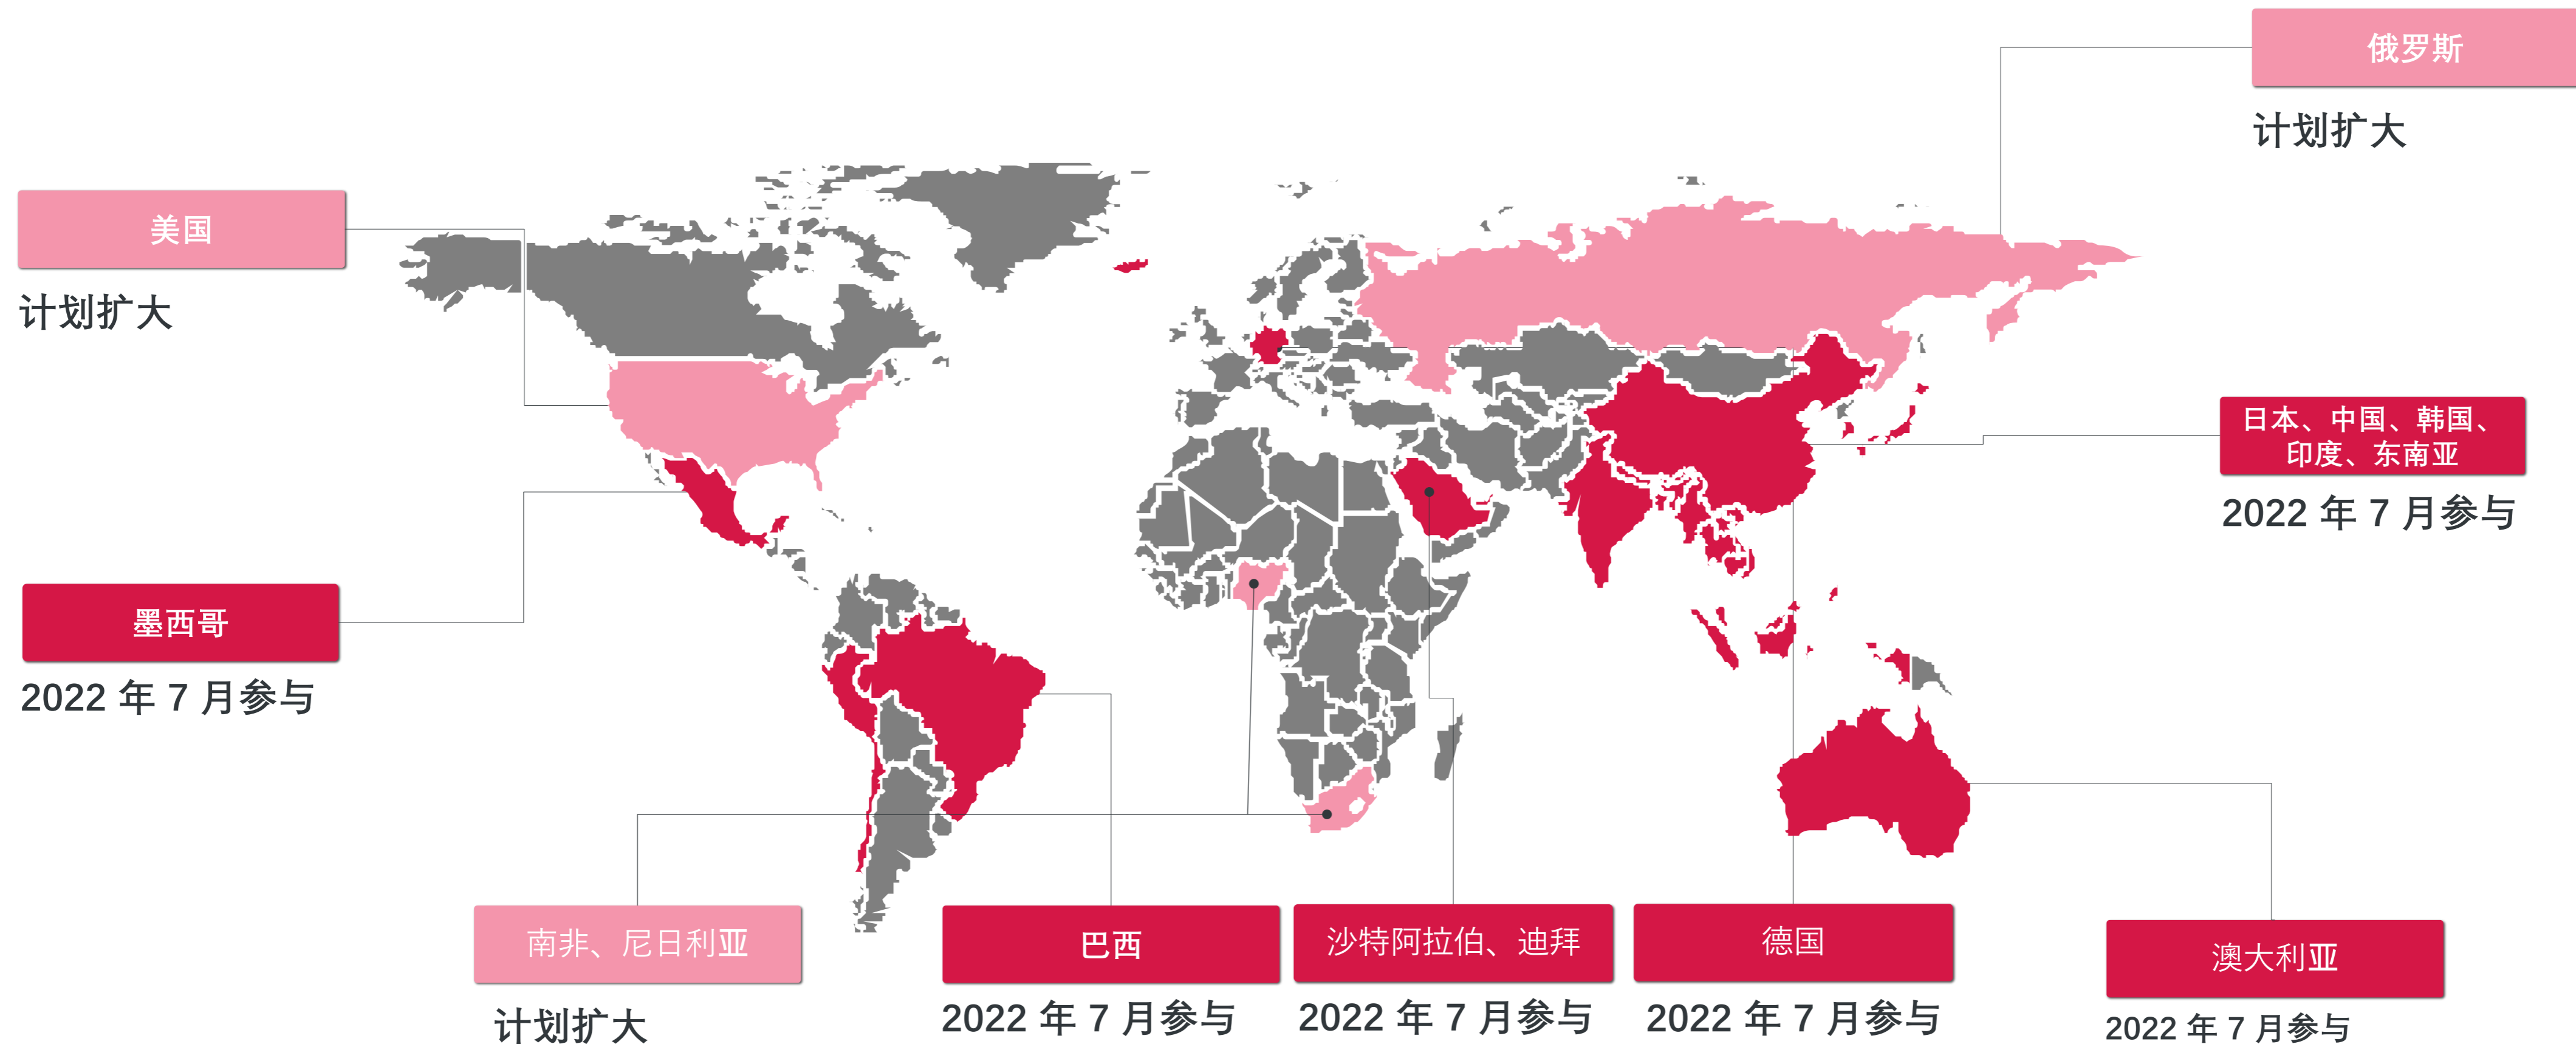 俄罗斯
计划扩大
美国
计划扩大
日本、中国、韩国、
印度、东南亚
2022 年 7 月参与
墨西哥
2022 年 7 月参与
南非、尼日利亚
计划扩大
巴西
2022 年 7 月参与
沙特阿拉伯、迪拜
2022 年 7 月参与
德国
2022 年 7 月参与
澳大利亚
2022 年 7 月参与